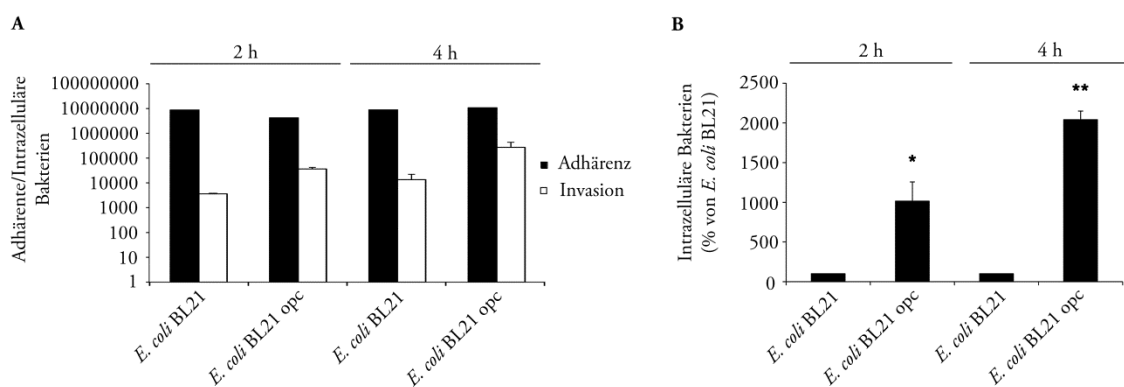 A
2 h
4 h
Adhärente/Intrazelluläre
Bakterien
100000000
10000000
1000000
100000
10000
1000
100
10
1
E. coli BL21
E. coli BL21 opc
E. coli BL21
E. coli BL21 opc
Adhärenz
Invasion
B
2 h
4 h
Intrazelluläre Bakterien
(% von E. coli BL21)
2500
2000
1500
1000
500
0
*
**
E. coli BL21
E. coli BL21 opc
E. coli BL21
E. coli BL21 opc